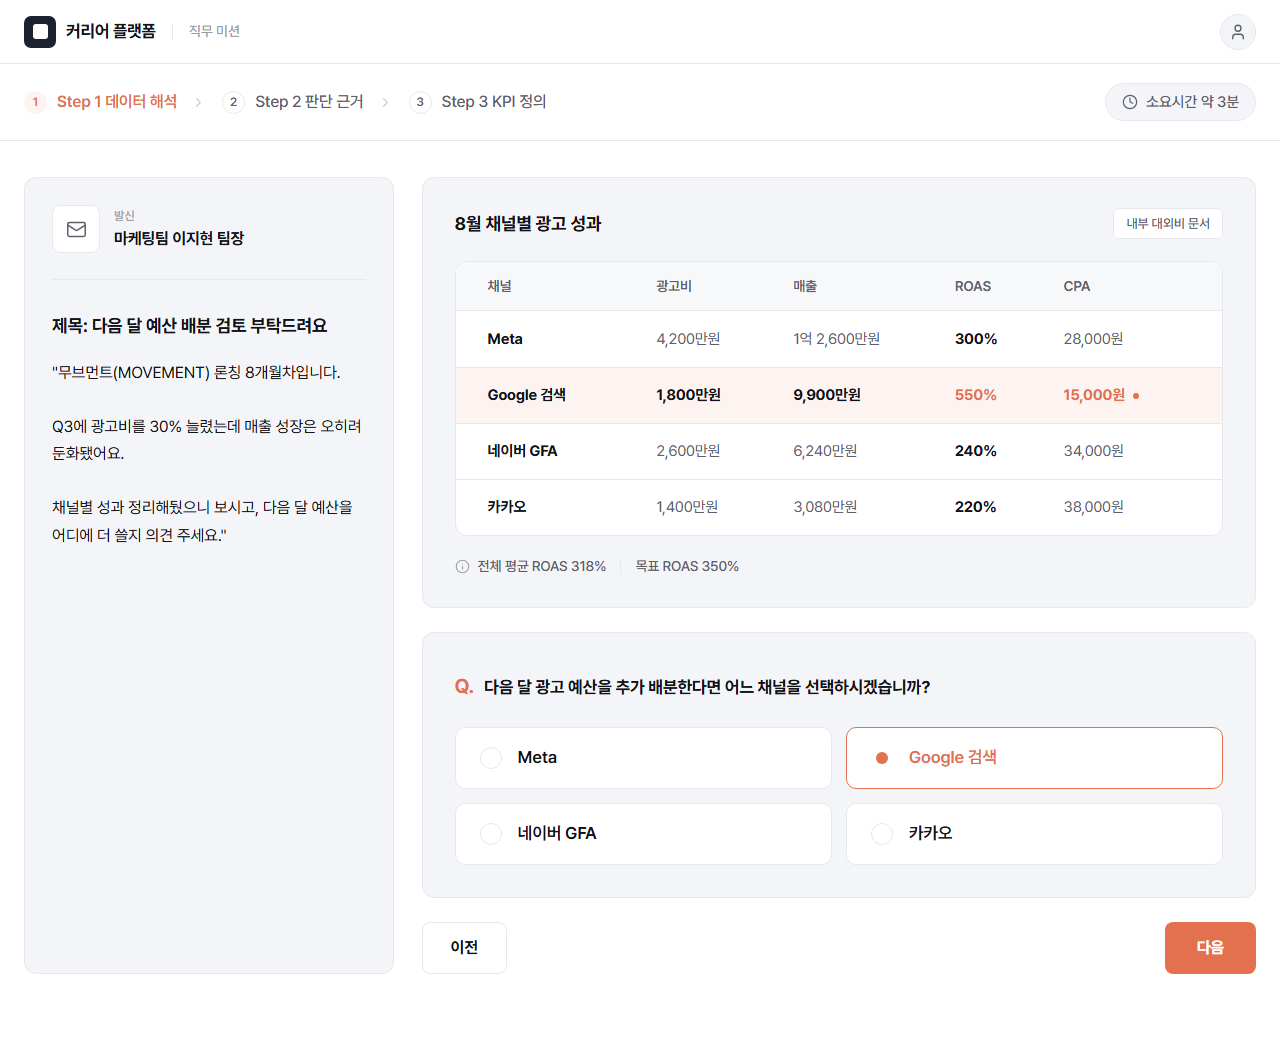 커리어 플랫폼
직무 미션
1 Step 1 데이터 해석
2 Step 2 판단 근거
3 Step 3 KPI 정의
소요시간 약 3분
발신
마케팅팀 이지현 팀장
제목: 다음 달 예산 배분 검토 부탁드려요
"무브먼트(MOVEMENT) 론칭 8개월차입니다.
Q3에 광고비를 30% 늘렸는데 매출 성장은 오히려
둔화됐어요.
채널별 성과 정리해뒀으니 보시고, 다음 달 예산을
어디에 더 쓸지 의견 주세요."
8월 채널별 광고 성과
내부 대외비 문서
채널 광고비 매출 ROAS CPA
Meta 4,200만원 1억 2,600만원 300% 28,000원
Google 검색 1,800만원 9,900만원 550% 15,000원
네이버 GFA 2,600만원 6,240만원 240% 34,000원
카카오 1,400만원 3,080만원 220% 38,000원
전체 평균 ROAS 318% 목표 ROAS 350%
Q. 다음 달 광고 예산을 추가 배분한다면 어느 채널을 선택하시겠습니까?
Meta
Google 검색
네이버 GFA
카카오
이전
다음